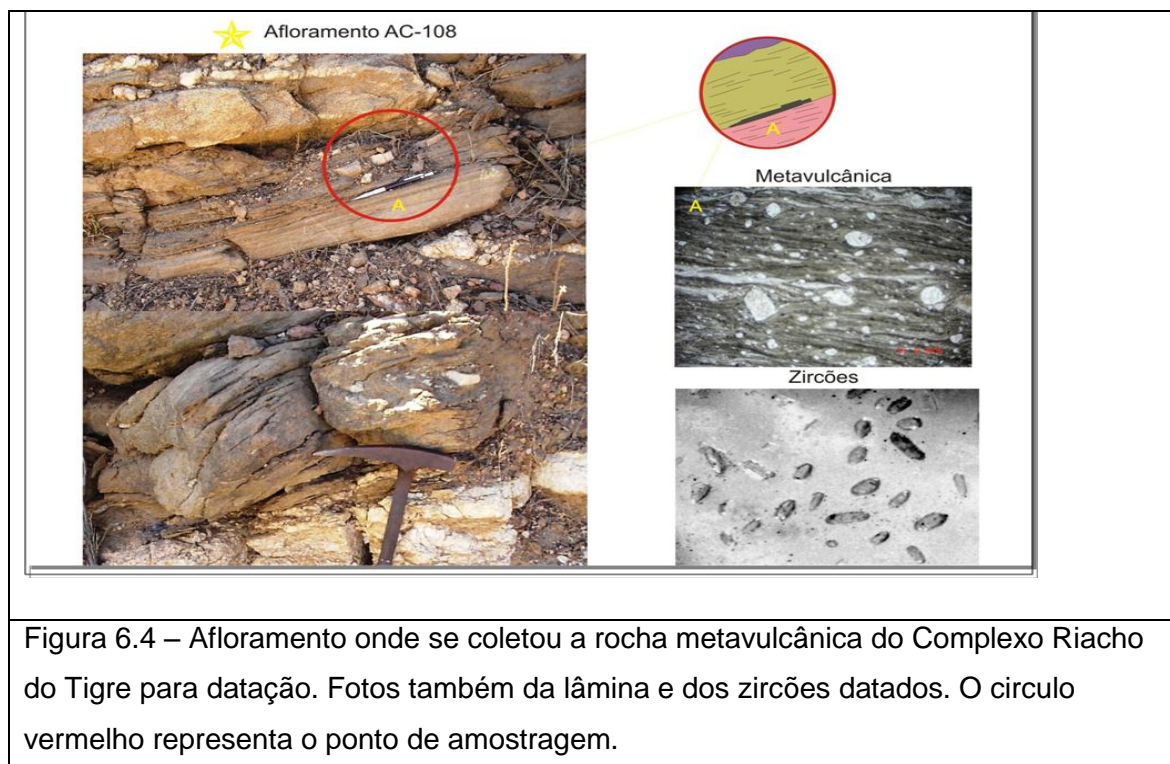 Afloramento AC-108
A
A
Metavulcânica
A
Zircões
Figura 6.4 – Afloramento onde se coletou a rocha metavulcânica do Complexo Riacho
do Tigre para datação. Fotos também da lâmina e dos zircões datados. O circulo
vermelho representa o ponto de amostragem.